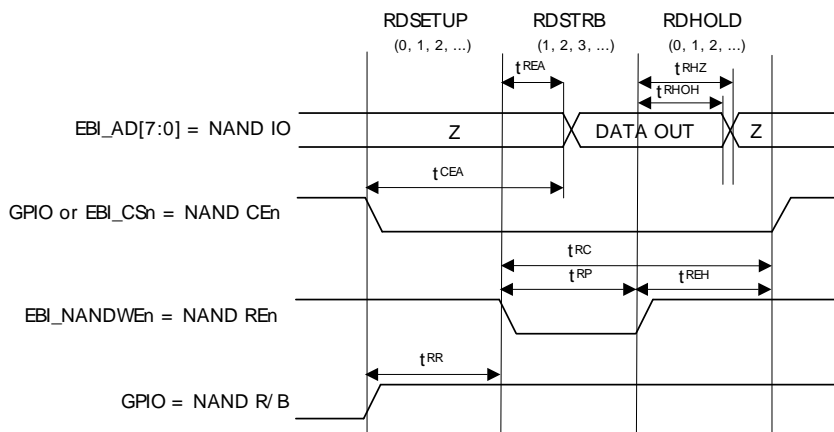 RDSETUP RDSTRB RDHOLD
(0, 1, 2, ...) (1, 2, 3, ...) (0, 1, 2, ...)
tREA tRHZ
tRHOH
EBI_AD[7:0] = NAND IO Z DATA OUT Z
tCEA
GPIO or EBI_CSn = NAND CEn
tRC
tRP tREH
EBI_NANDWEn = NAND REn
tRR
GPIO = NAND R/B